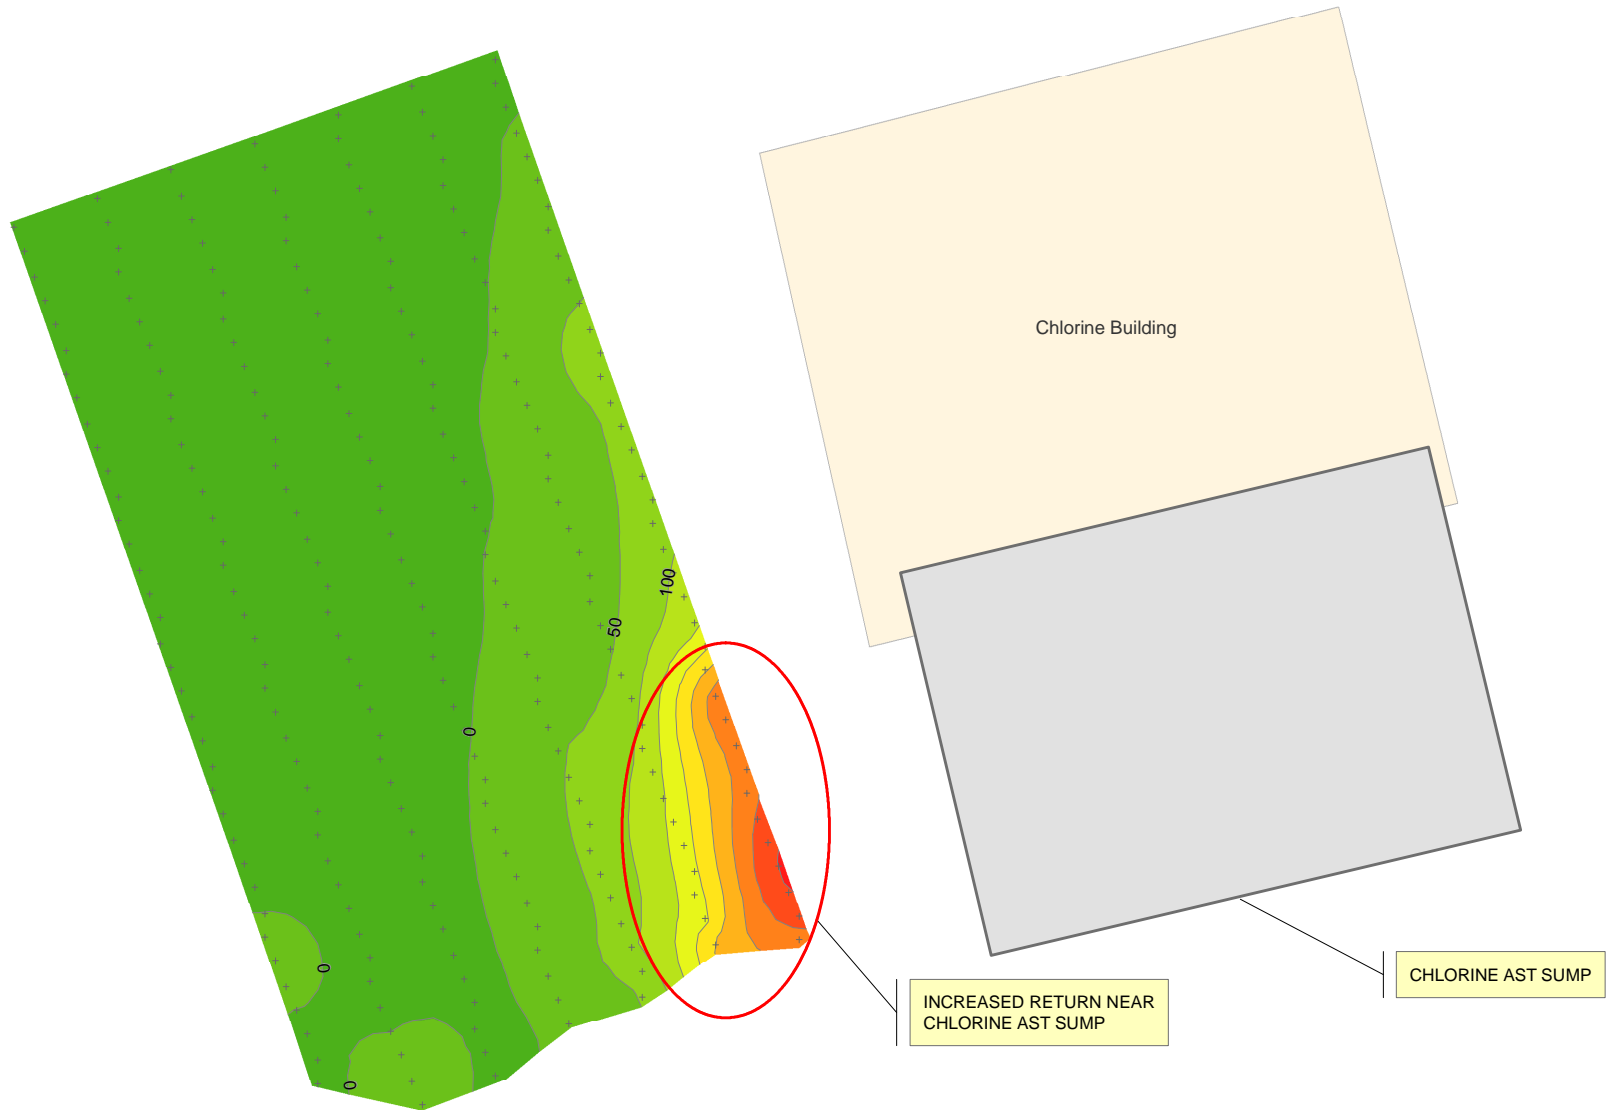 Chlorine Building
100
50
0
0
0
INCREASED RETURN NEAR
CHLORINE AST SUMP
CHLORINE AST SUMP